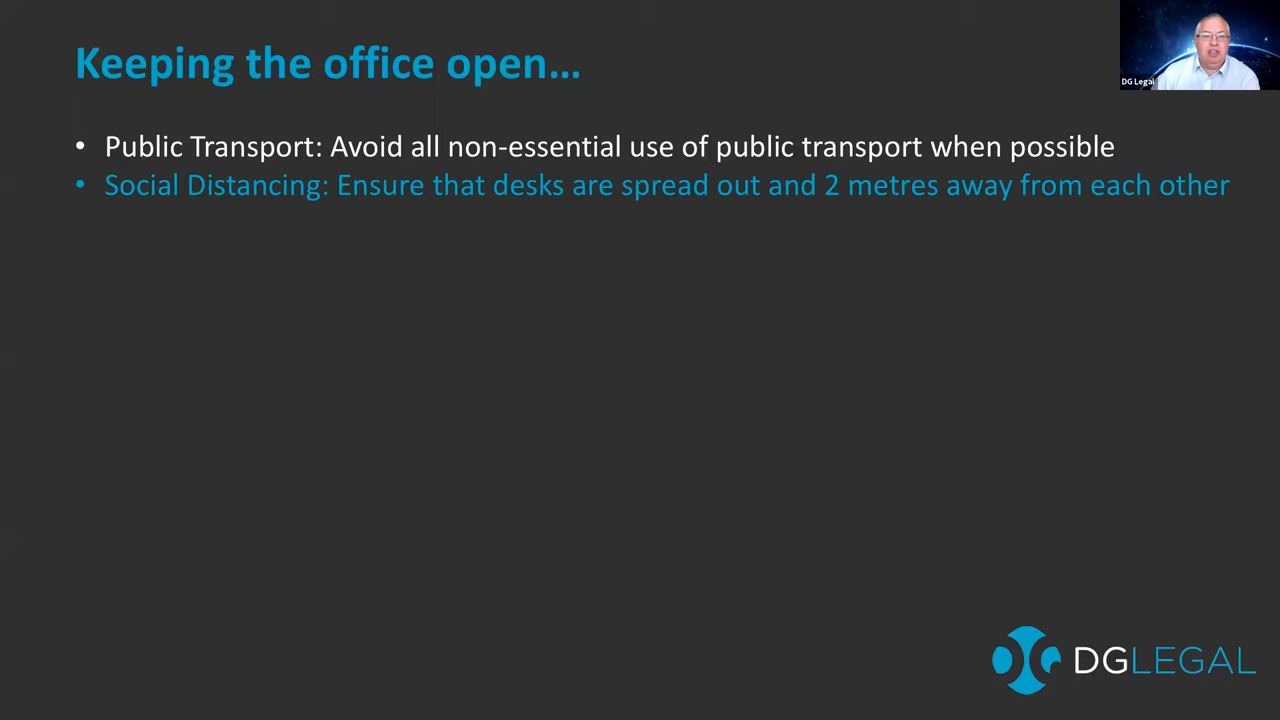 Keeping the office open…
DG Legal
• Public Transport: Avoid all non-essential use of public transport when possible
• Social Distancing: Ensure that desks are spread out and 2 metres away from each other
DGLEGAL